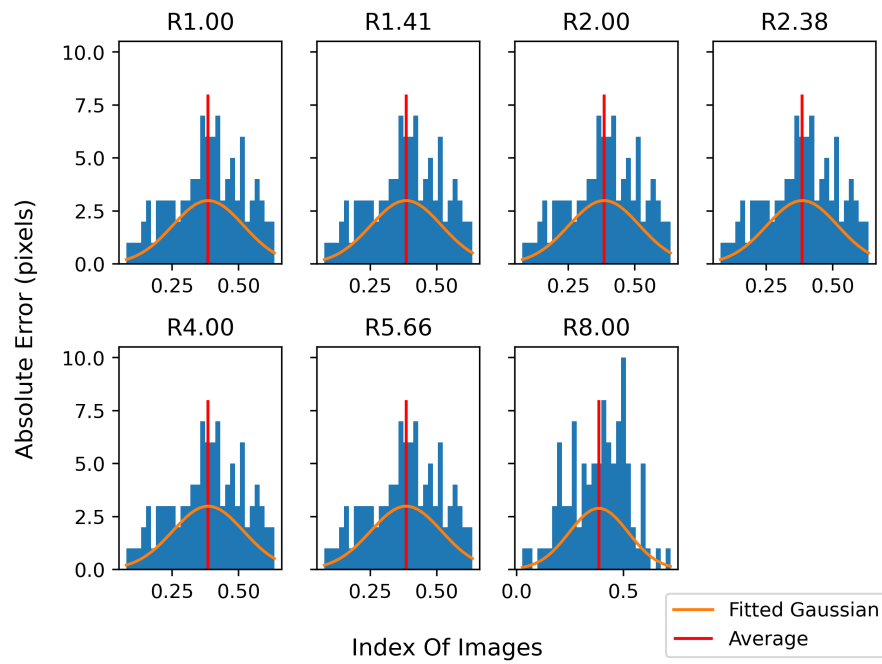 R1.00 R1.41 R2.00 R2.38
10.0
7.5
5.0
2.5
0.0
0.25 0.50 0.25 0.50 0.25 0.50 0.25 0.50
R4.00 R5.66 R8.00
10.0
7.5
5.0
2.5
0.0
0.25 0.50 0.25 0.50 0.0 0.5
Absolute Error (pixels)
Index Of Images
Fitted Gaussian
Average